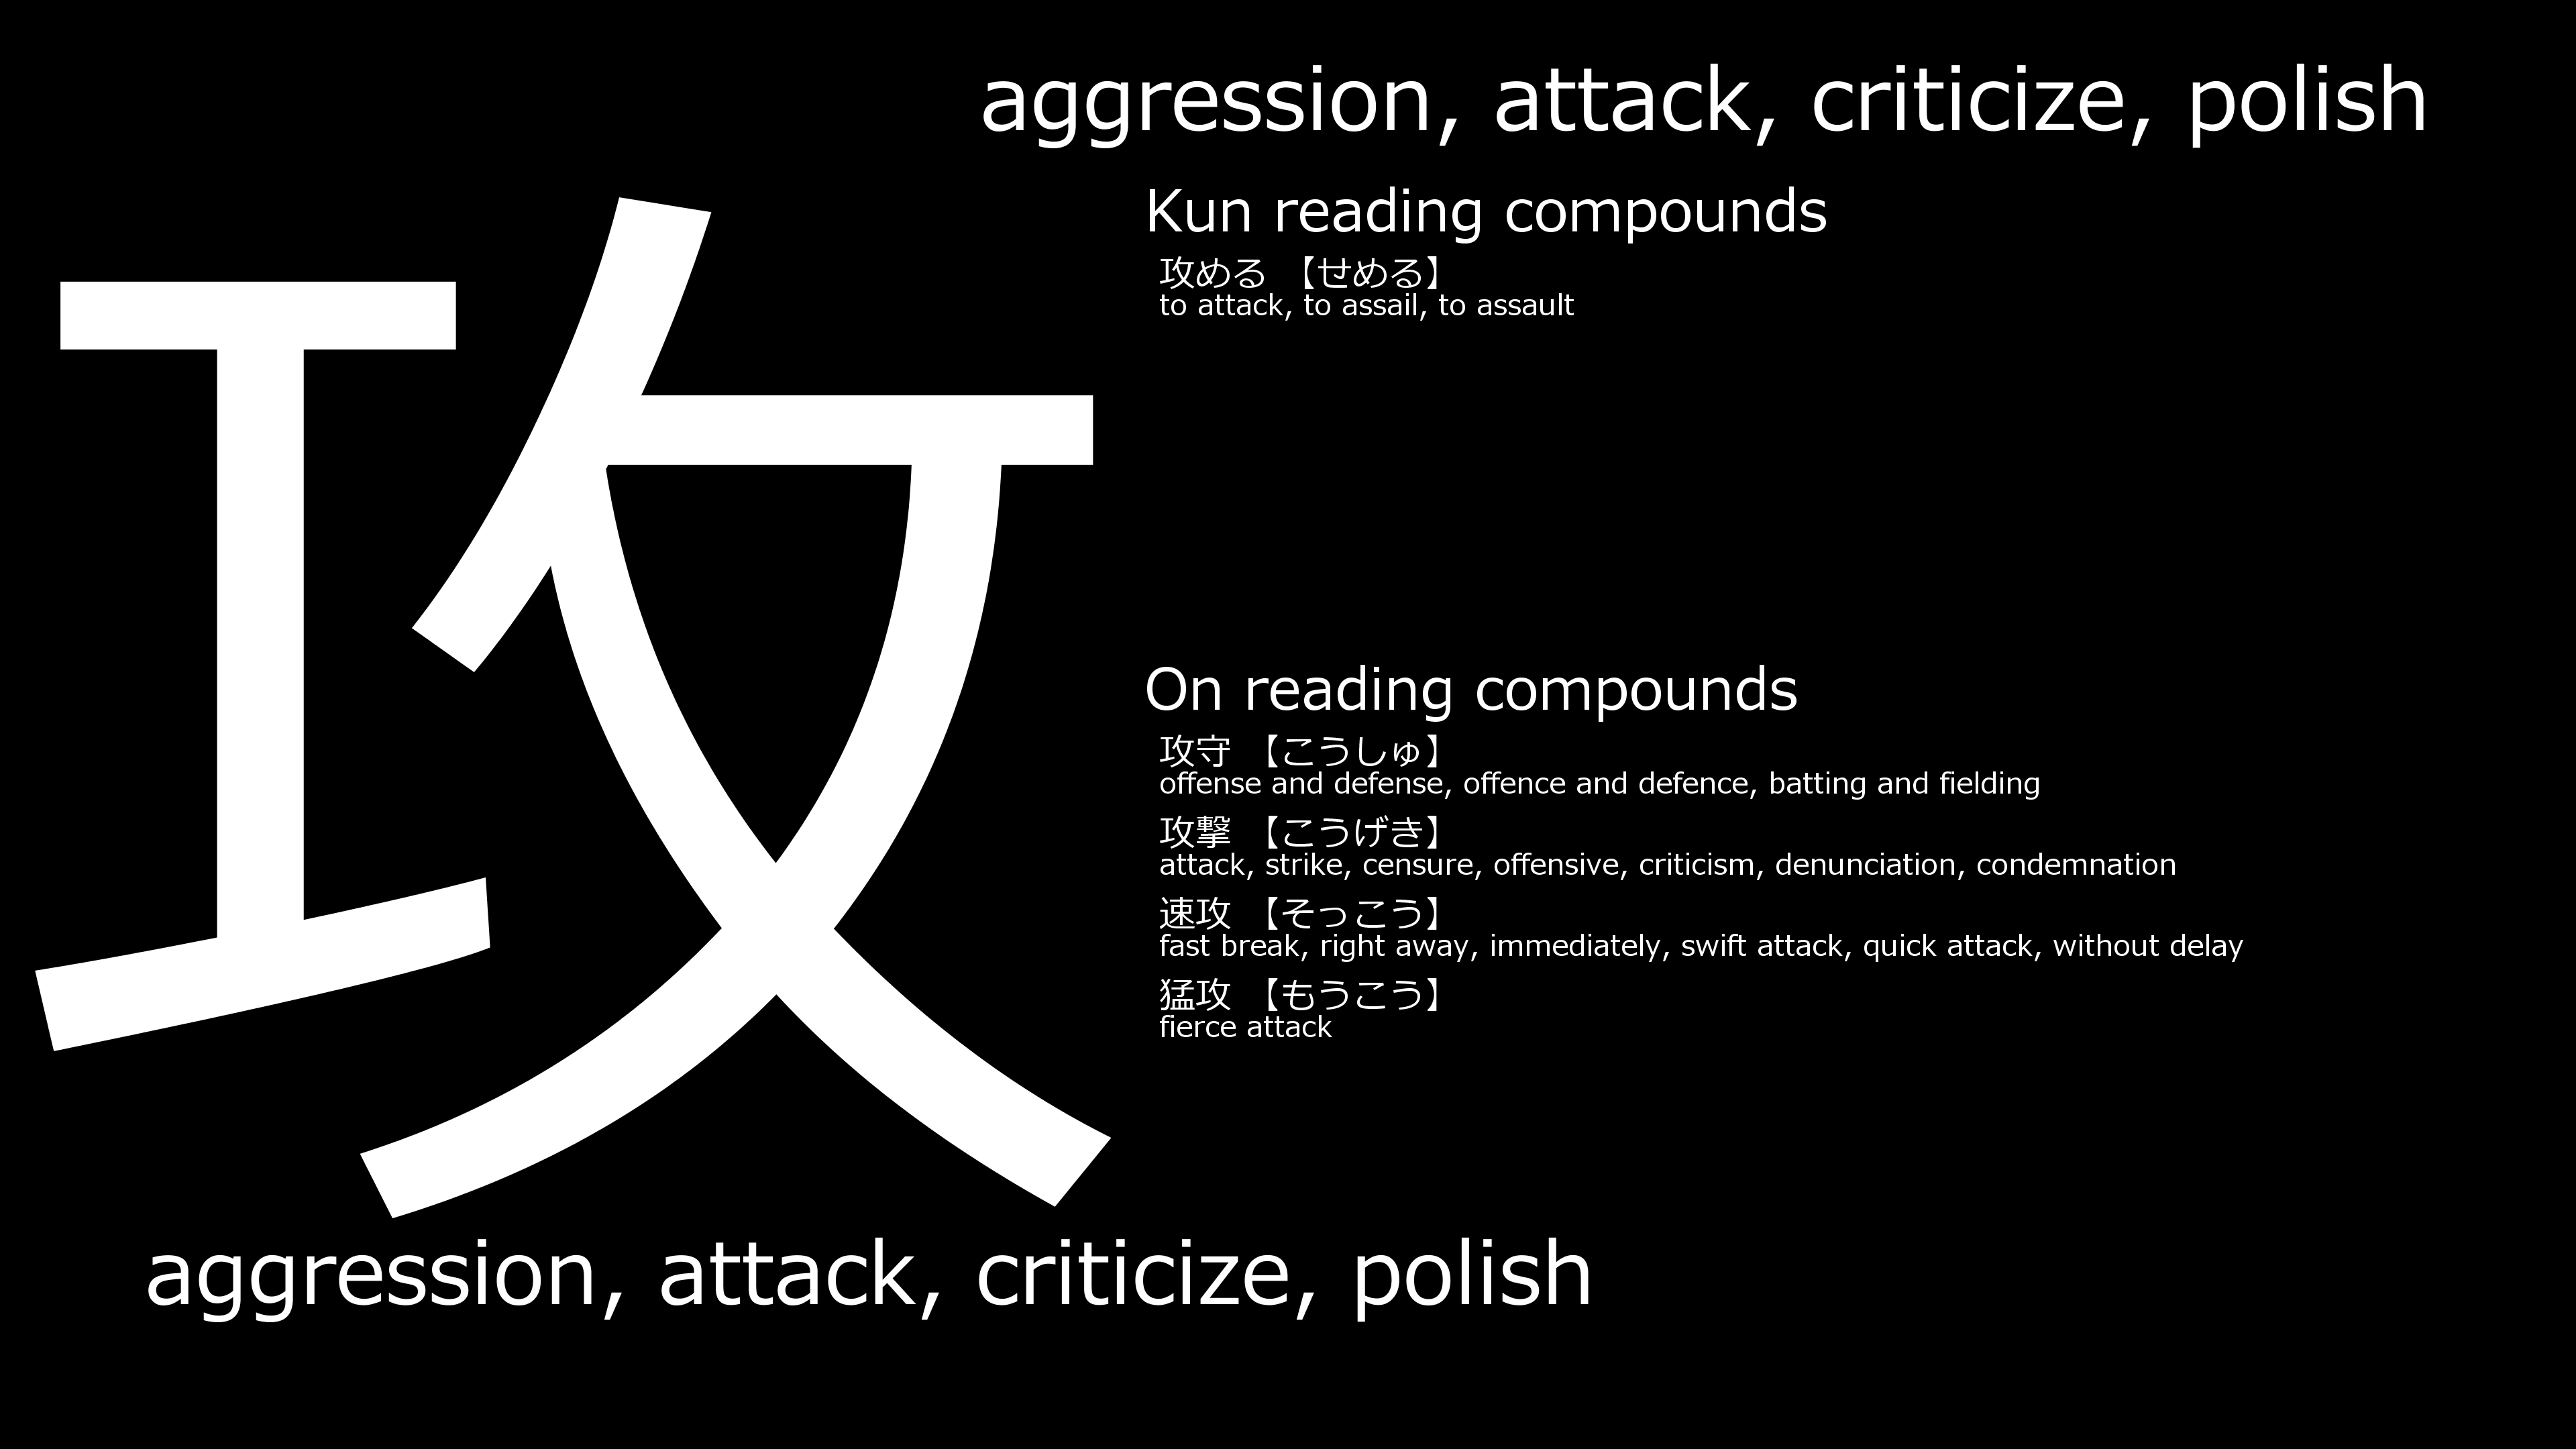 aggression, attack, criticize, polish
攻
Kun reading compounds
攻める 【せめる】
to attack, to assail, to assault
On reading compounds
攻守 【こうしゅ】
offense and defense, offence and defence, batting and fielding
攻撃 【こうげき】
attack, strike, censure, offensive, criticism, denunciation, condemnation
速攻 【そっこう】
fast break, right away, immediately, swift attack, quick attack, without delay
猛攻 【もうこう】
fierce attack
aggression, attack, criticize, polish